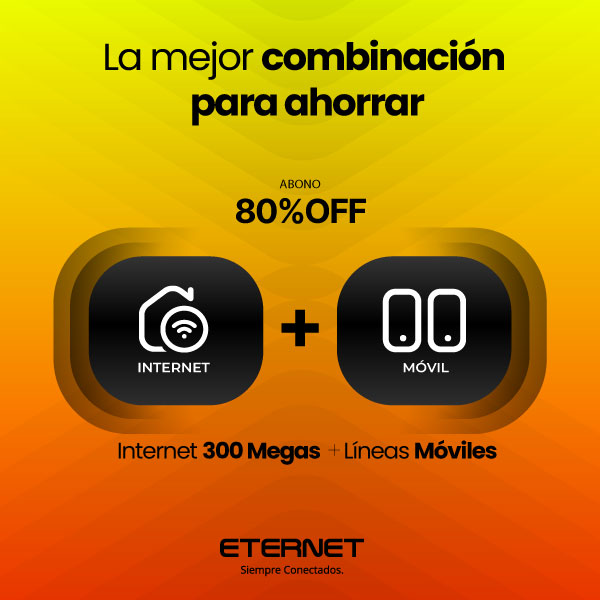 La mejor combinación
para ahorrar
ABONO
80%OFF
INTERNET
+
MÓVIL
Internet 300 Megas + Líneas Móviles
ETERNET
Siempre Conectados.